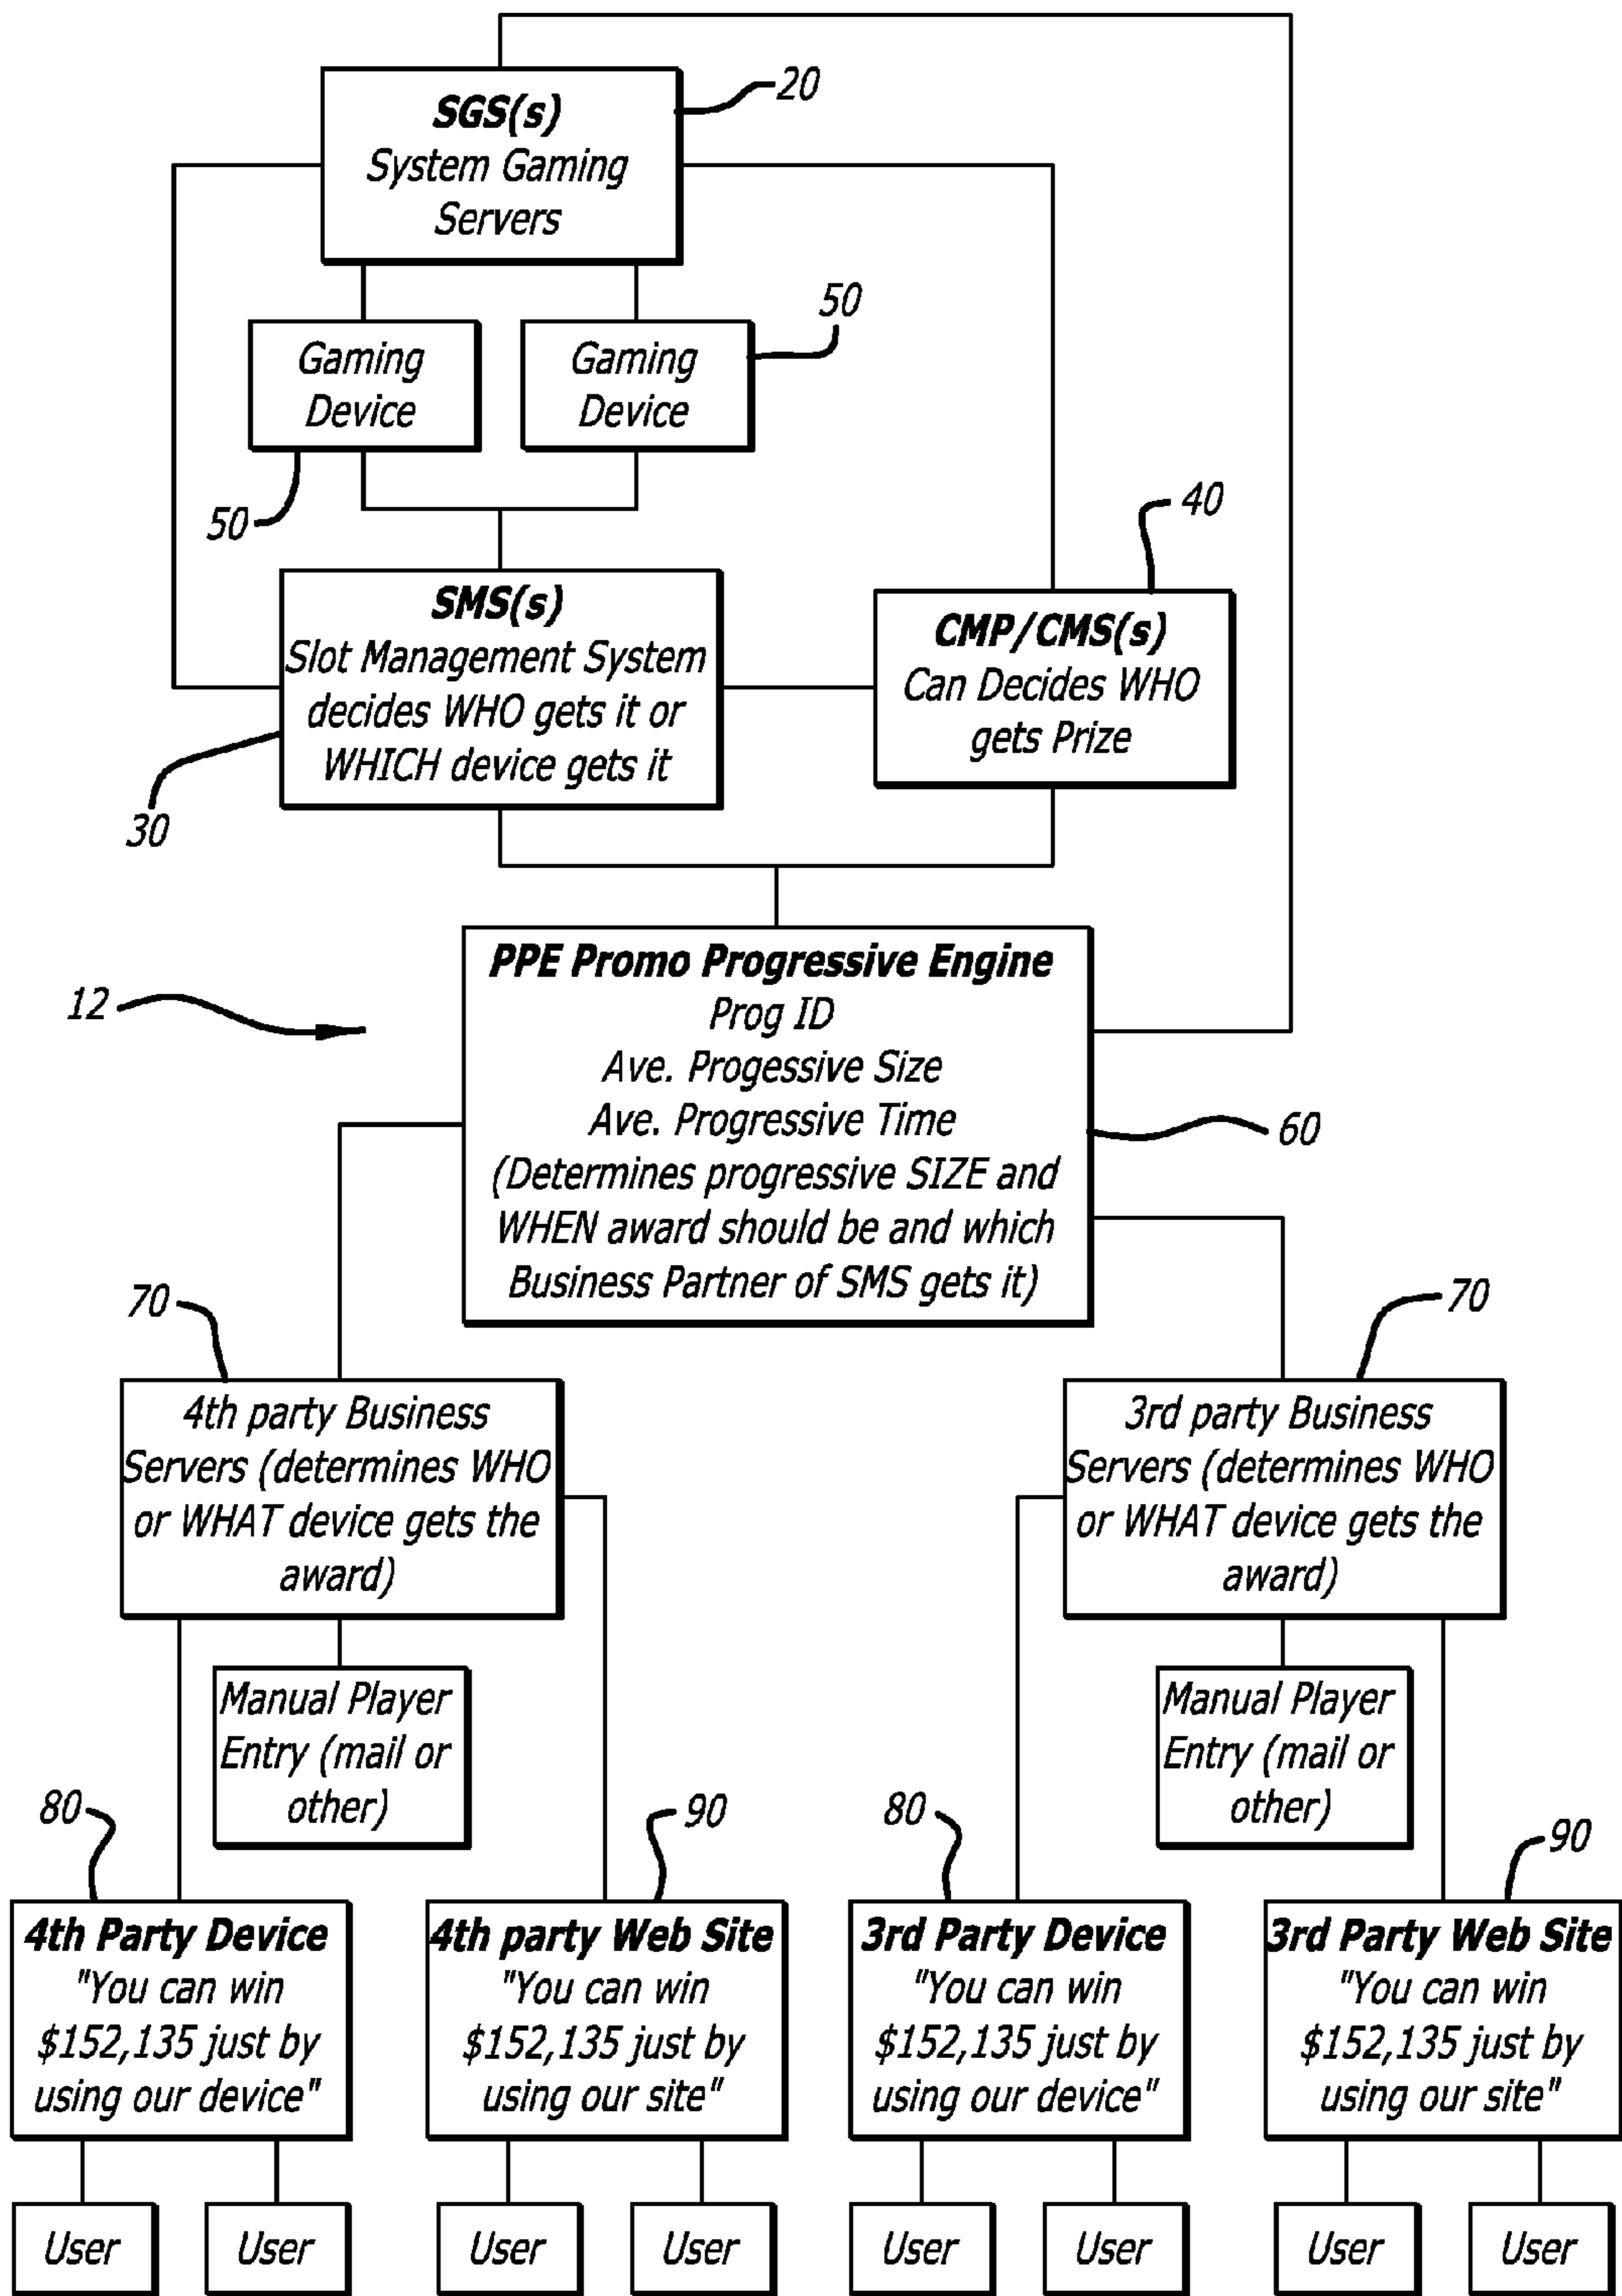 SGS(s)
System Gaming
Servers
20
Gaming
Device
Gaming
Device
50
50
SMS(s)
Slot Management System
decides WHO gets it or
WHICH device gets it
30
40
CMP/CMS(s)
Can Decides WHO
gets Prize
12
PPE Promo Progressive Engine
Prog ID
Ave. Progessive Size
Ave. Progressive Time
(Determines progressive SIZE and
WHEN award should be and which
Business Partner of SMS gets it)
60
70
4th party Business
Servers (determines WHO
or WHAT device gets the
award)
70
3rd party Business
Servers (determines WHO
or WHAT device gets the
award)
Manual Player
Entry (mail or
other)
Manual Player
Entry (mail or
other)
80
90
80
90
4th Party Device
"You can win
$152,135 just by
using our device"
4th party Web Site
"You can win
$152,135 just by
using our site"
3rd Party Device
"You can win
$152,135 just by
using our device"
3rd Party Web Site
"You can win
$152,135 just by
using our site"
User
User
User
User
User
User
User
User